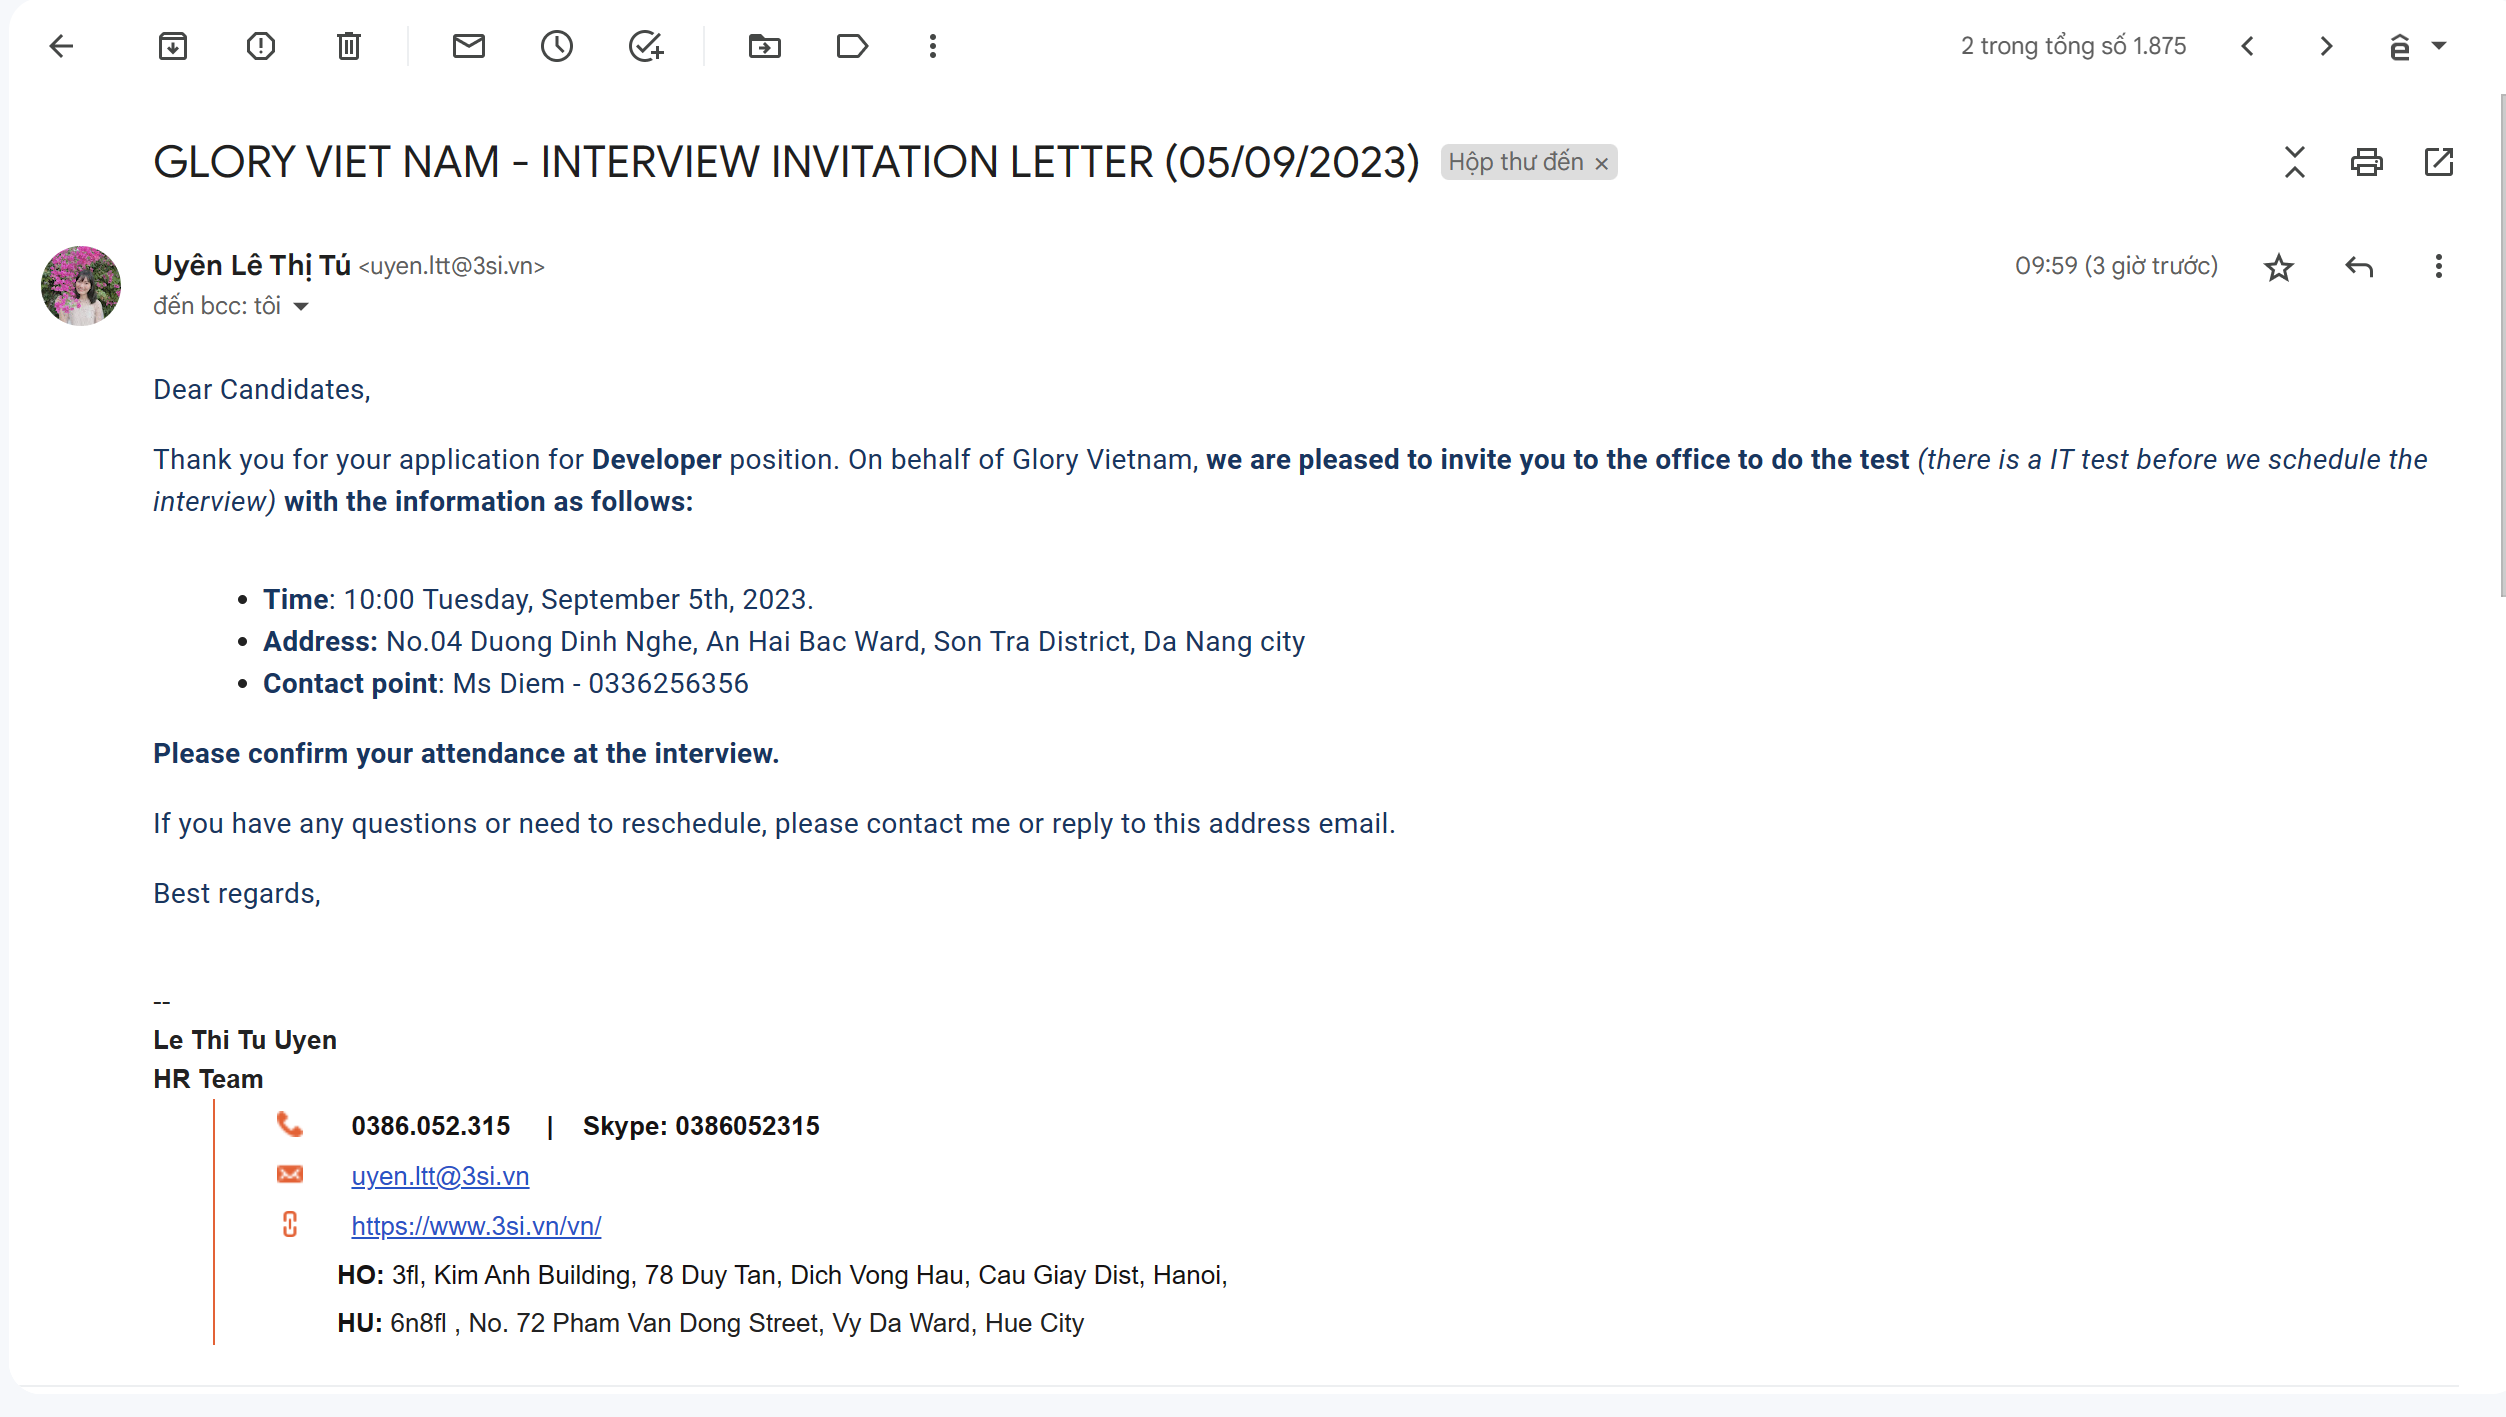 2 trong tổng số 1.875
GLORY VIET NAM - INTERVIEW INVITATION LETTER (05/09/2023) Hộp thư đến ×
Uyên Lê Thị Tú <uyen.ltt@3si.vn> 09:59 (3 giờ trước)
đến bcc: tôi
Dear Candidates,
Thank you for your application for Developer position. On behalf of Glory Vietnam, we are pleased to invite you to the office to do the test (there is a IT test before we schedule the
interview) with the information as follows:
• Time: 10:00 Tuesday, September 5th, 2023.
• Address: No.04 Duong Dinh Nghe, An Hai Bac Ward, Son Tra District, Da Nang city
• Contact point: Ms Diem - 0336256356
Please confirm your attendance at the interview.
If you have any questions or need to reschedule, please contact me or reply to this address email.
Best regards,
--
Le Thi Tu Uyen
HR Team
0386.052.315 | Skype: 0386052315
uyen.ltt@3si.vn
https://www.3si.vn/vn/
HO: 3fl, Kim Anh Building, 78 Duy Tan, Dich Vong Hau, Cau Giay Dist, Hanoi,
HU: 6n8fl , No. 72 Pham Van Dong Street, Vy Da Ward, Hue City